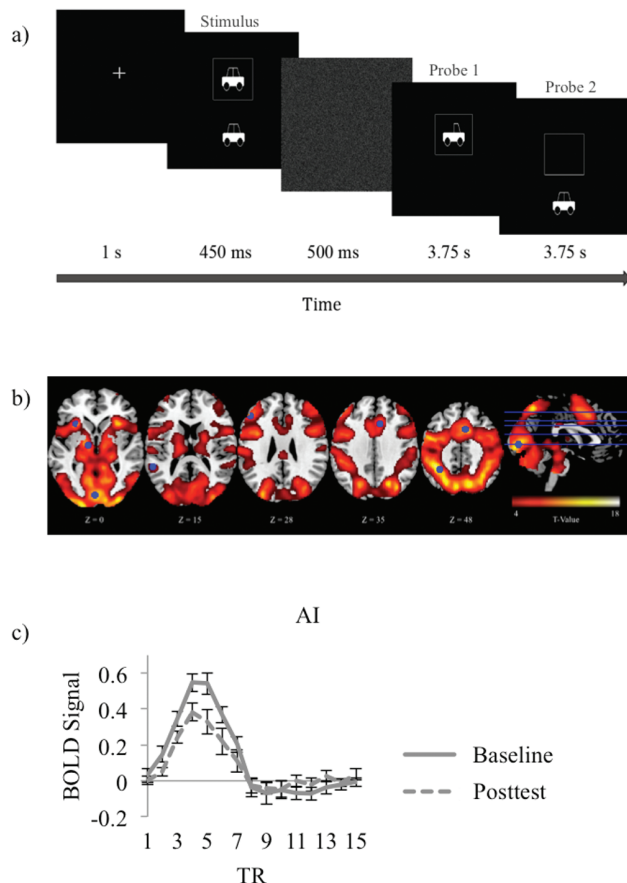 a)
Stimulus
Probe 1
Probe 2
1 s
450 ms
500 ms
3.75 s
3.75 s
Time
b)
Z = 0
Z = 15
Z = 28
Z = 35
Z = 48
4
18
T-Value
AI
c)
BOLD Signal
0.6
0.4
0.2
0
-0.2
1
3
5
7
9
11
13
15
TR
Baseline
Posttest